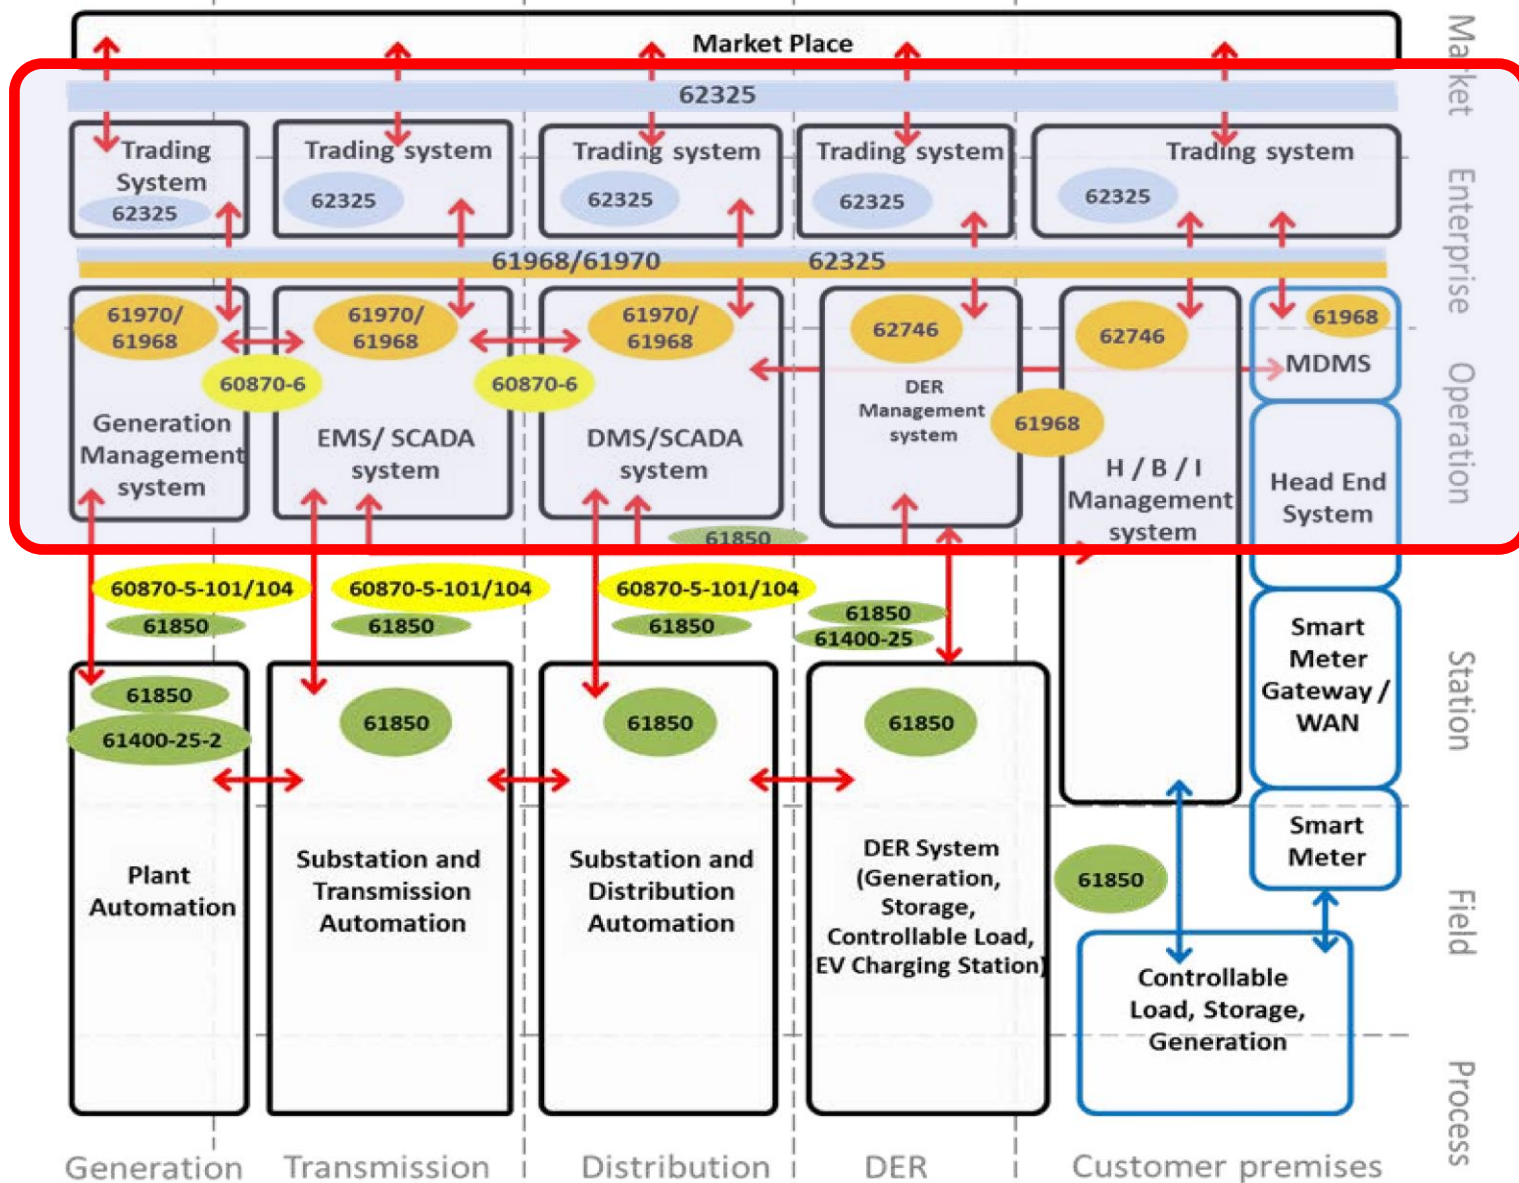 Market Place
62325
Trading
System
62325
Trading system
62325
Trading system
62325
Trading system
62325
Trading system
62325
61968/61970
62325
61970/
61968
60870-6
Generation
Management
system
61970/
61968
60870-6
EMS/ SCADA
system
61970/
61968
DMS/SCADA
system
62746
DER
Management
system
61968
62746
H / B / I
Management
system
61968
MDMS
Head End
System
61850
60870-5-101/104
61850
60870-5-101/104
61850
60870-5-101/104
61850
61850
61400-25
Smart
Meter
Gateway /
WAN
61850
61400-25-2
Plant
Automation
61850
Substation and
Transmission
Automation
61850
Substation and
Distribution
Automation
61850
DER System
(Generation,
Storage,
Controllable Load,
EV Charging Station)
Smart
Meter
61850
Controllable
Load, Storage,
Generation
Market
Enterprise
Operation
Station
Field
Process
Generation
Transmission
Distribution
DER
Customer premises